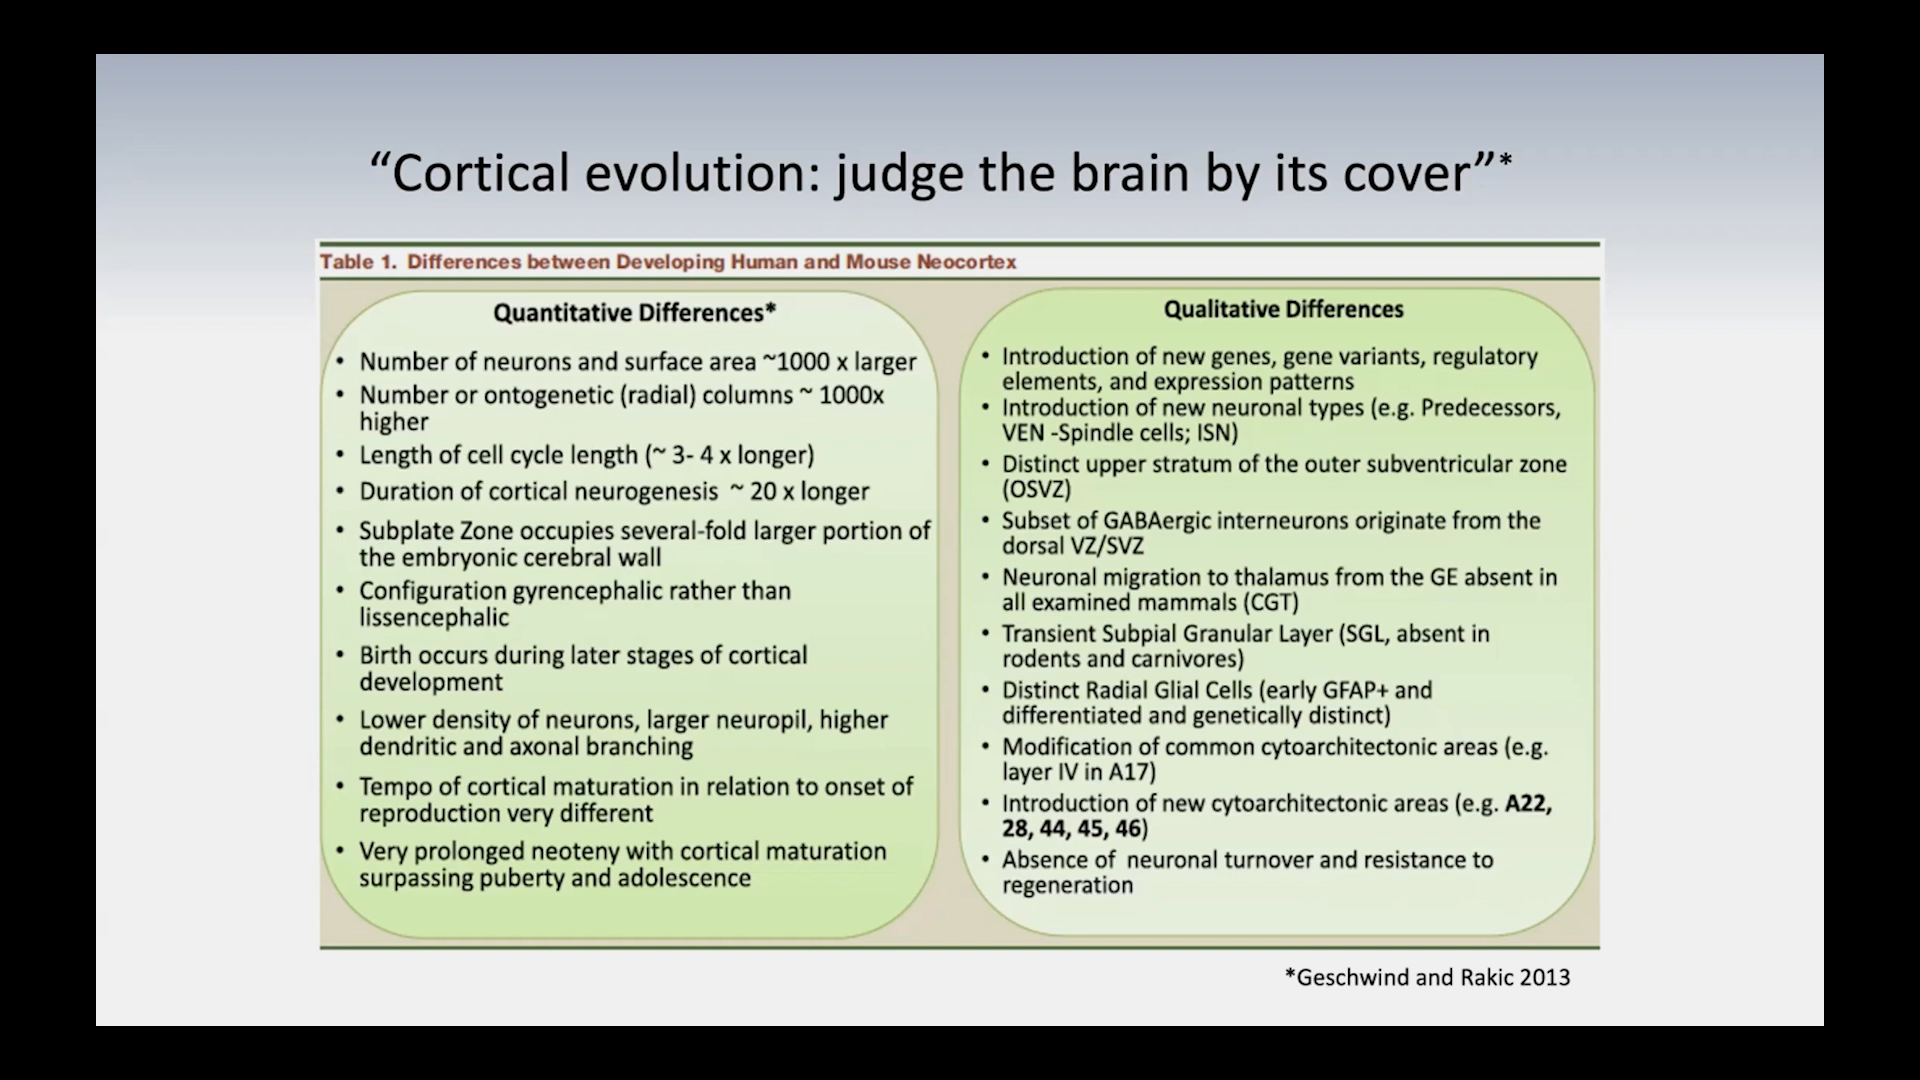 “Cortical evolution: judge the brain by its cover”*
Table 1. Differences between Developing Human and Mouse Neocortex
Quantitative Differences*
• Number of neurons and surface area ~1000 x larger
• Number or ontogenetic (radial) columns ~ 1000x
higher
• Length of cell cycle length (~ 3- 4 x longer)
• Duration of cortical neurogenesis ~ 20 x longer
• Subplate Zone occupies several-fold larger portion of
the embryonic cerebral wall
• Configuration gyrencephalic rather than
lissencephalic
• Birth occurs during later stages of cortical
development
• Lower density of neurons, larger neuropil, higher
dendritic and axonal branching
• Tempo of cortical maturation in relation to onset of
reproduction very different
• Very prolonged neoteny with cortical maturation
surpassing puberty and adolescence
Qualitative Differences
• Introduction of new genes, gene variants, regulatory
elements, and expression patterns
• Introduction of new neuronal types (e.g. Predecessors,
VEN -Spindle cells; ISN)
• Distinct upper stratum of the outer subventricular zone
(OSVZ)
• Subset of GABAergic interneurons originate from the
dorsal VZ/SVZ
• Neuronal migration to thalamus from the GE absent in
all examined mammals (CGT)
• Transient Subpial Granular Layer (SGL, absent in
rodents and carnivores)
• Distinct Radial Glial Cells (early GFAP+ and
differentiated and genetically distinct)
• Modification of common cytoarchitectonic areas (e.g.
layer IV in A17)
• Introduction of new cytoarchitectonic areas (e.g. A22,
28, 44, 45, 46)
• Absence of neuronal turnover and resistance to
regeneration
*Geschwind and Rakic 2013